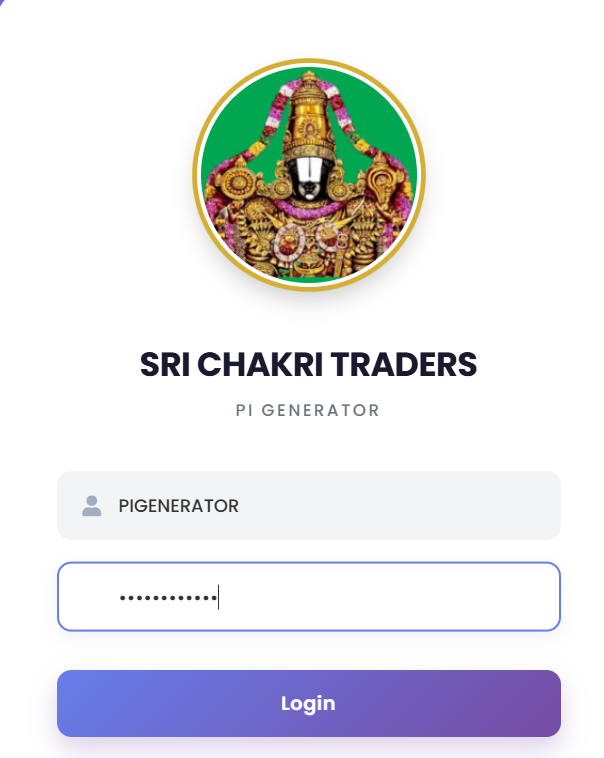 SRI CHAKRI TRADERS
PI GENERATOR
PIGENERATOR
••••••••••••
Login